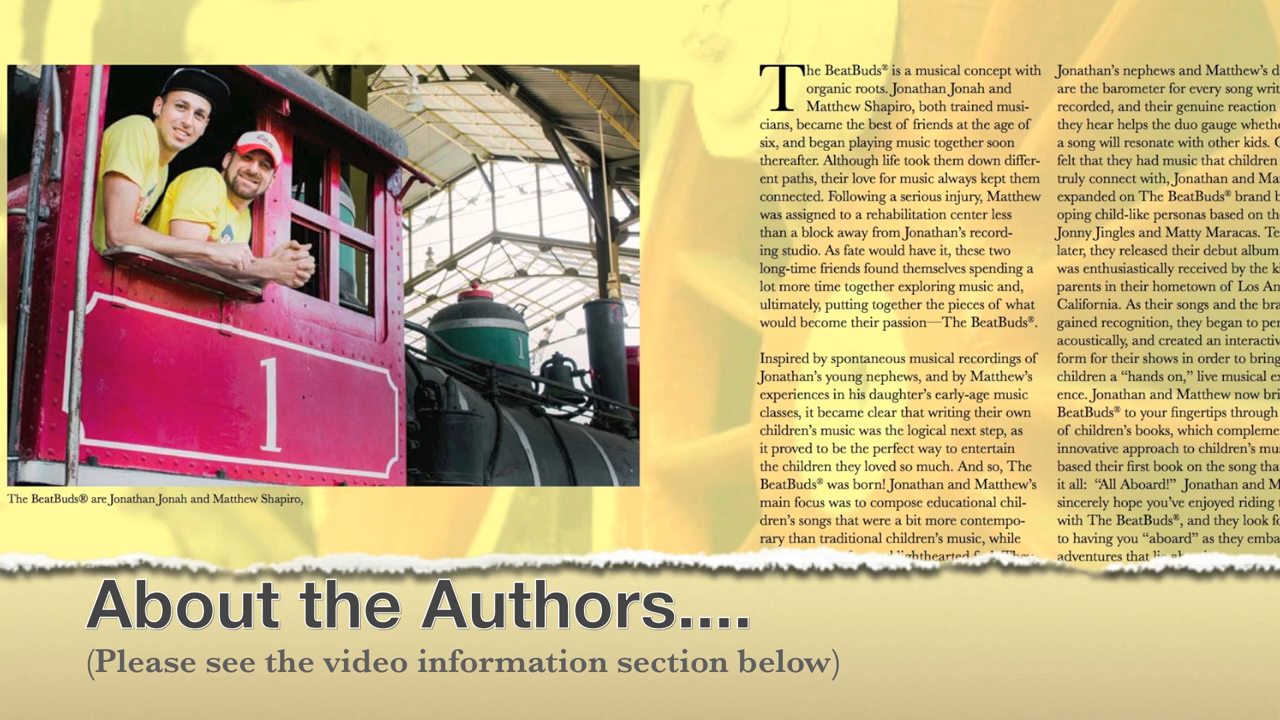 1
1
The BeatBuds® are Jonathan Jonah and Matthew Shapiro,
The BeatBuds® is a musical concept with
organic roots. Jonathan Jonah and
Matthew Shapiro, both trained musi-
cians, became the best of friends at the age of
six, and began playing music together soon
thereafter. Although life took them down differ-
ent paths, their love for music always kept them
connected. Following a serious injury, Matthew
was assigned to a rehabilitation center less
than a block away from Jonathan's record-
ing studio. As fate would have it, these two
long-time friends found themselves spending a
lot more time together exploring music and,
ultimately, putting together the pieces of what
would become their passion—The BeatBuds®.
Inspired by spontaneous musical recordings of
Jonathan's young nephews, and by Matthew's
experiences in his daughter's early-age music
classes, it became clear that writing their own
children's music was the logical next step, as
it proved to be the perfect way to entertain
the children they loved so much. And so, The
BeatBuds® was born! Jonathan and Matthew's
main focus was to compose educational chil-
dren's songs that were a bit more contempo-
rary than traditional children's music, while
lighthearted
Jonathan's nephews and Matthew's
are the barometer for every song
recorded, and their genuine reaction
they hear helps the duo gauge
a song will resonate with other kids.
felt that they had music that children
truly connect with, Jonathan and
expanded on The BeatBuds® brand
oping child-like personas based on
Jonny Jingles and Matty Maracas.
later, they released their debut album
was enthusiastically received by the
parents in their hometown of Los
California. As their songs and the
gained recognition, they began to
acoustically, and created an
form for their shows in order to bring
children a “hands on,” live musical
ence. Jonathan and Matthew now
BeatBuds® to your fingertips through
of children's books, which
innovative approach to children's
based their first book on the song
it all: “All Aboard!” Jonathan and
sincerely hope you've enjoyed riding
with The BeatBuds®, and they look
to having you “aboard” as they
adventures that
About the Authors....
(Please see the video information section below)